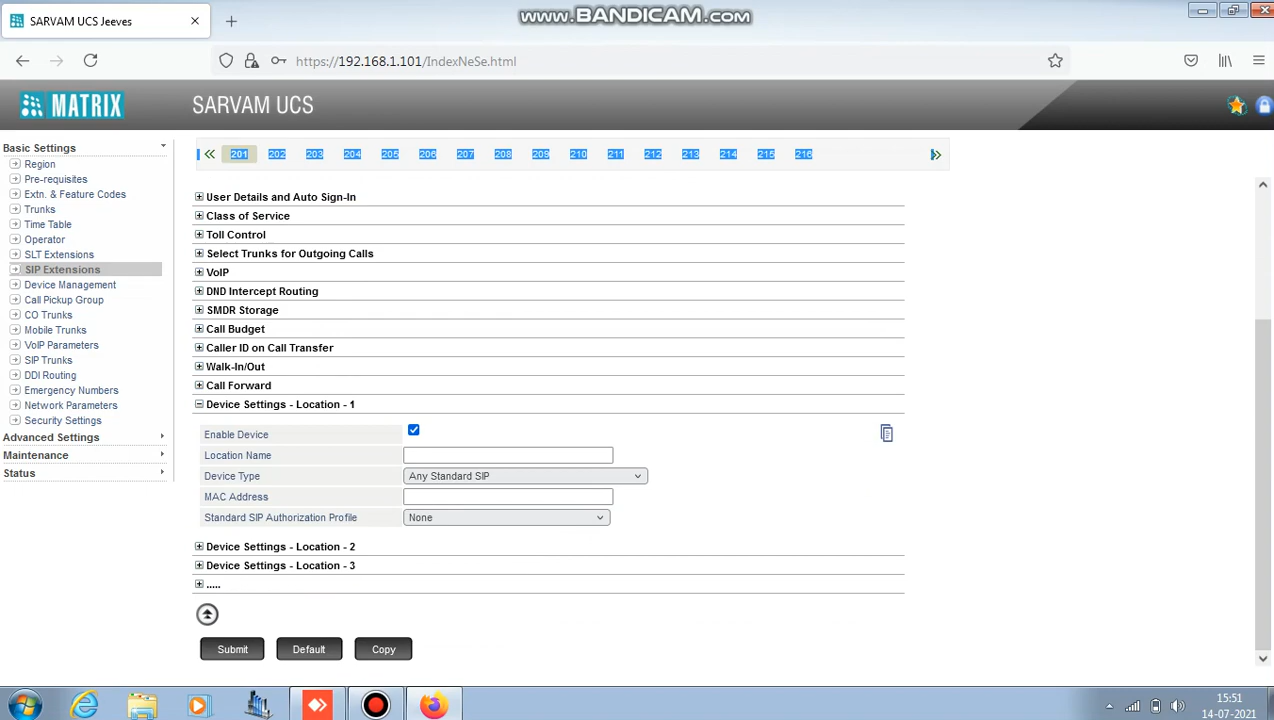 SARVAM UCS Jeeves
www.BANDICAM.com
https://192.168.1.101/IndexNeSe.html
MATRIX
SARVAM UCS
Basic Settings
Region
Pre-requisites
Extn. & Feature Codes
Trunks
Time Table
Operator
SLT Extensions
SIP Extensions
Device Management
Call Pickup Group
CO Trunks
Mobile Trunks
VoIP Parameters
SIP Trunks
DDI Routing
Emergency Numbers
Network Parameters
Security Settings
Advanced Settings
Maintenance
Status
201 202 203 204 205 206 207 208 209 210 211 212 213 214 215 216
User Details and Auto Sign-In
Class of Service
Toll Control
Select Trunks for Outgoing Calls
VoIP
DND Intercept Routing
SMDR Storage
Call Budget
Caller ID on Call Transfer
Walk-In/Out
Call Forward
Device Settings - Location - 1
Enable Device
Location Name
Device Type Any Standard SIP
MAC Address
Standard SIP Authorization Profile None
Device Settings - Location - 2
Device Settings - Location - 3
.....
Submit Default Copy
15:51
14-07-2021